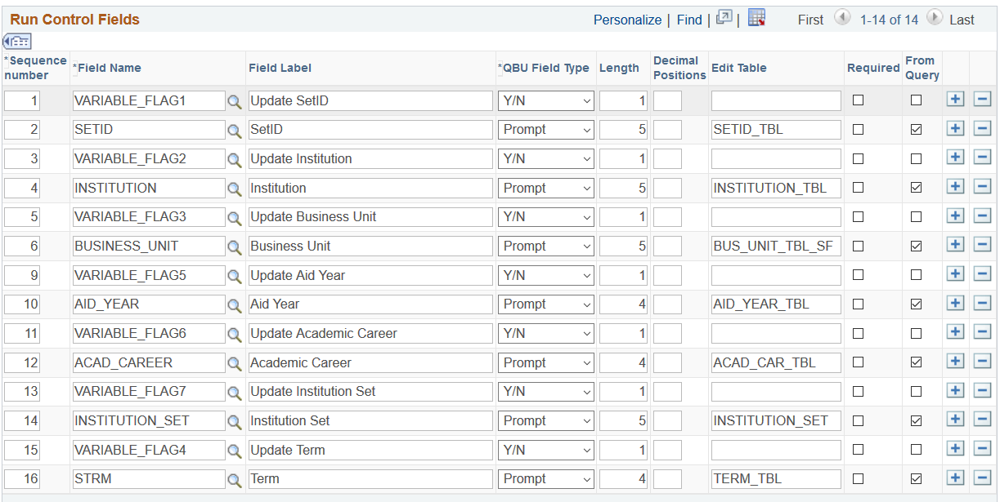 Run Control Fields Personalize | Find | | First 1-14 of 14 Last
*Sequence number *Field Name Field Label *QBU Field Type Length Decimal Positions Edit Table Required From Query
1 VARIABLE_FLAG1 Update SetID Y/N 1
2 SETID SetID Prompt 5 SETID_TBL
3 VARIABLE_FLAG2 Update Institution Y/N 1
4 INSTITUTION Institution Prompt 5 INSTITUTION_TBL
5 VARIABLE_FLAG3 Update Business Unit Y/N 1
6 BUSINESS_UNIT Business Unit Prompt 5 BUS_UNIT_TBL_SF
9 VARIABLE_FLAG5 Update Aid Year Y/N 1
10 AID_YEAR Aid Year Prompt 4 AID_YEAR_TBL
11 VARIABLE_FLAG6 Update Academic Career Y/N 1
12 ACAD_CAREER Academic Career Prompt 4 ACAD_CAR_TBL
13 VARIABLE_FLAG7 Update Institution Set Y/N 1
14 INSTITUTION_SET Institution Set Prompt 5 INSTITUTION_SET
15 VARIABLE_FLAG4 Update Term Y/N 1
16 STRM Term Prompt 4 TERM_TBL